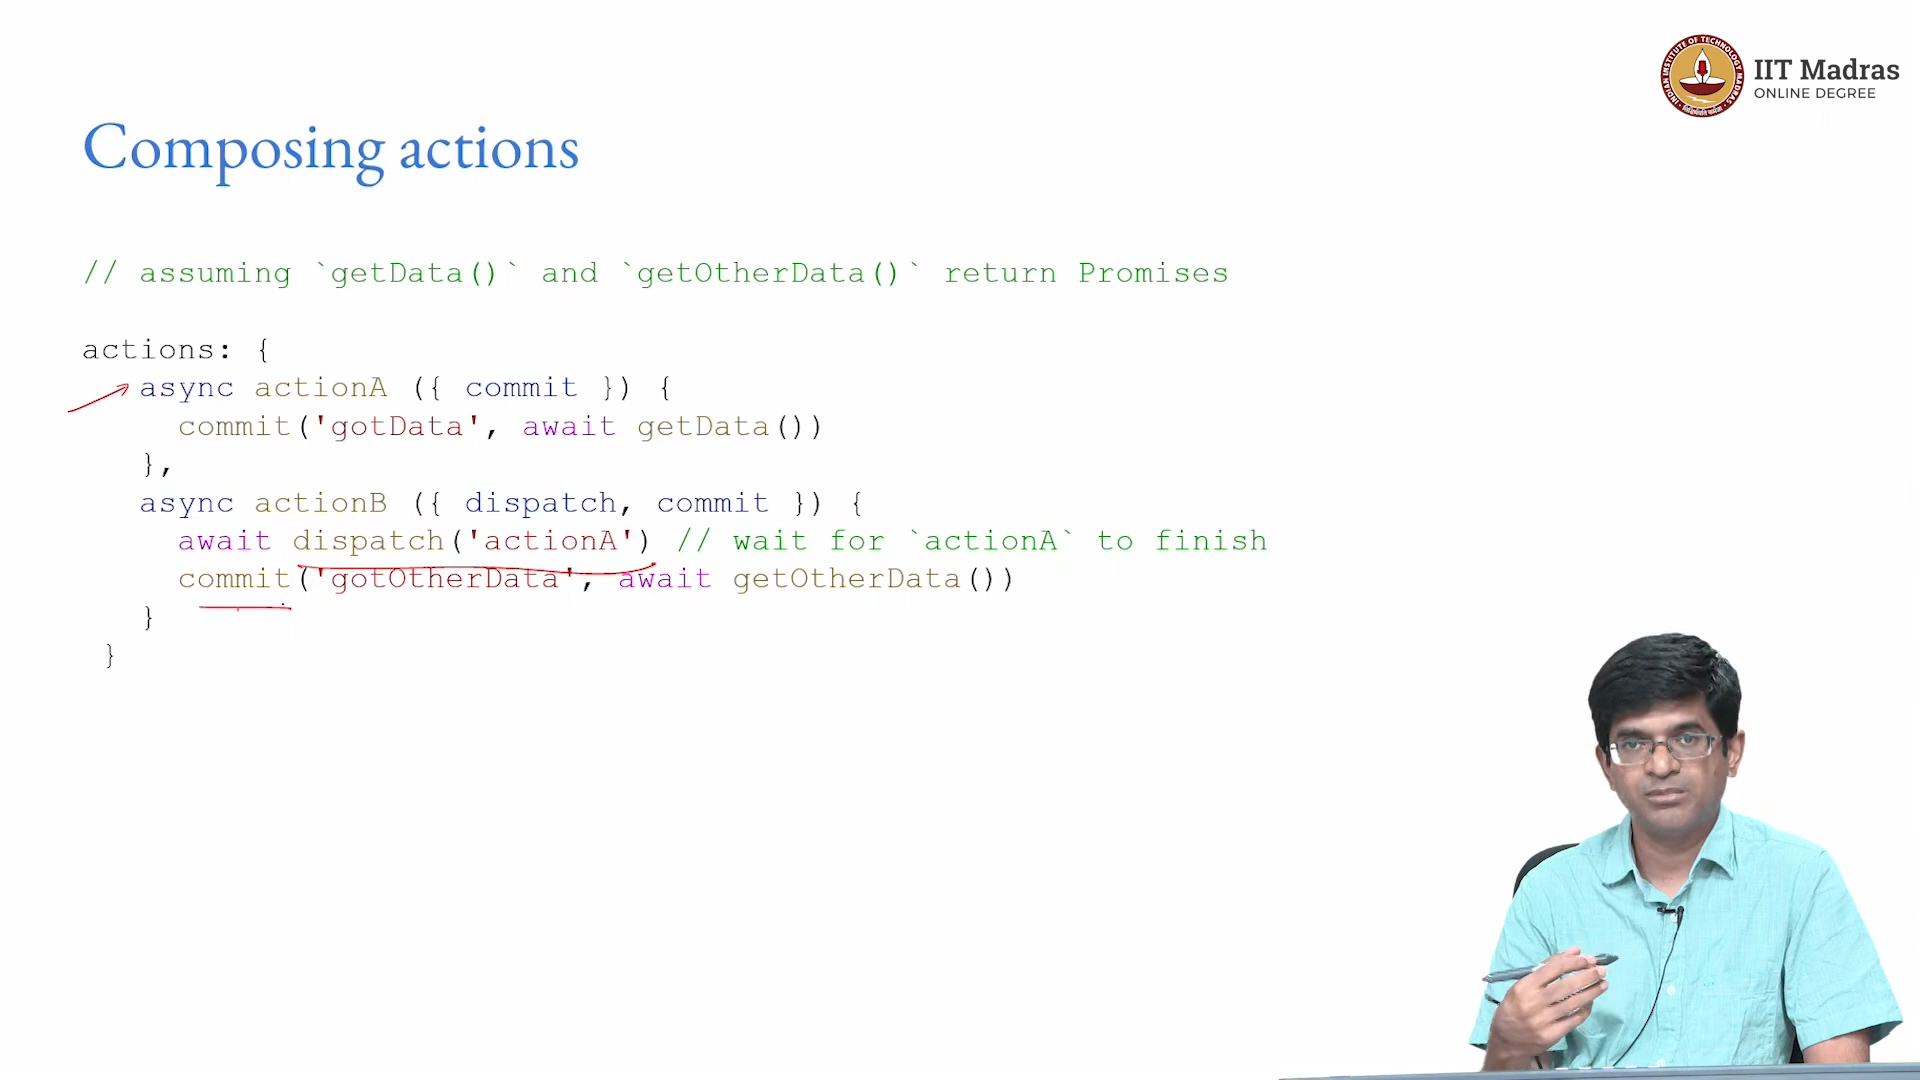 IIT Madras
ONLINE DEGREE
Composing actions
// assuming `getData()` and `getOtherData()` return Promises
actions: {
async actionA ({ commit }) {
commit('gotData', await getData())
},
async actionB ({ dispatch, commit }) {
await dispatch('actionA') // wait for `actionA` to finish
commit('gotOtherData', await getOtherData())
}
}